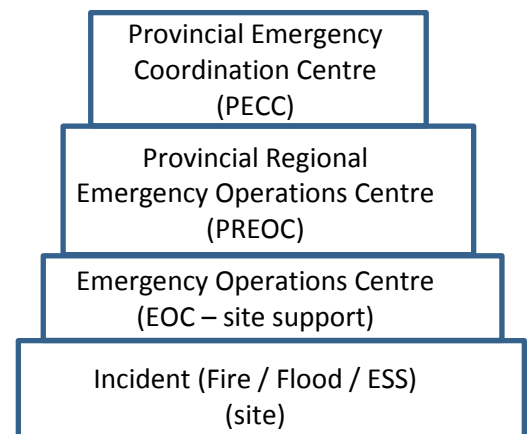 Provincial Emergency
Coordination Centre
(PECC)
Provincial Regional
Emergency Operations Centre
(PREOC)
Emergency Operations Centre
(EOC – site support)
Incident (Fire / Flood / ESS)
(site)